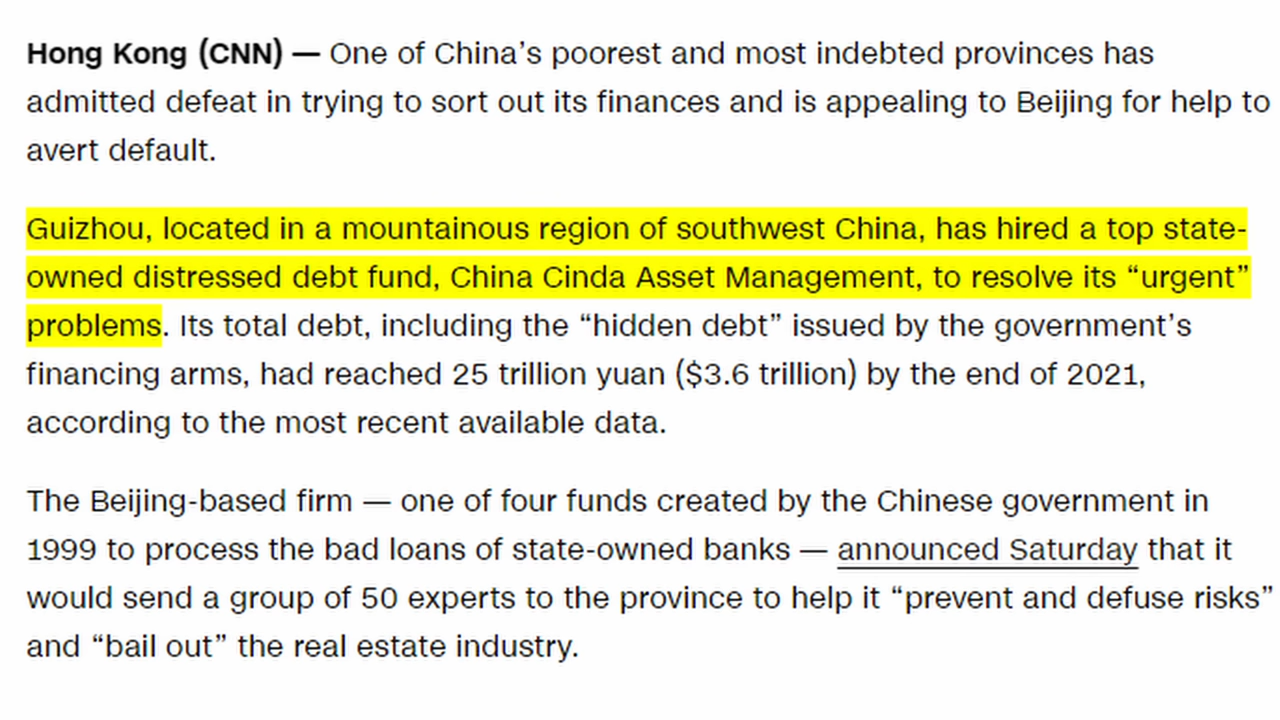 Hong Kong (CNN) — One of China’s poorest and most indebted provinces has
admitted defeat in trying to sort out its finances and is appealing to Beijing for help to
avert default.
Guizhou, located in a mountainous region of southwest China, has hired a top state-
owned distressed debt fund, China Cinda Asset Management, to resolve its “urgent”
problems. Its total debt, including the “hidden debt” issued by the government’s
financing arms, had reached 25 trillion yuan ($3.6 trillion) by the end of 2021,
according to the most recent available data.
The Beijing-based firm — one of four funds created by the Chinese government in
1999 to process the bad loans of state-owned banks — announced Saturday that it
would send a group of 50 experts to the province to help it “prevent and defuse risks”
and “bail out” the real estate industry.